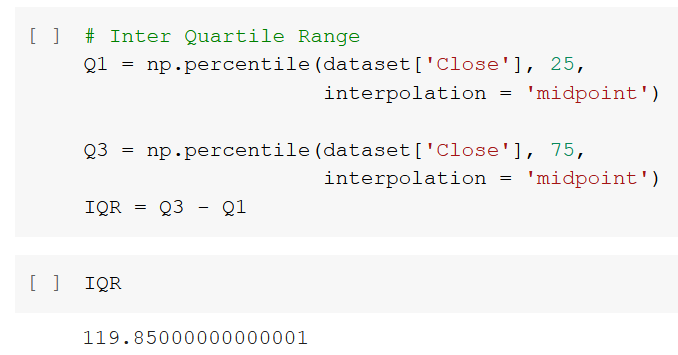 [ ] # Inter Quartile Range
Q1 = np.percentile(dataset['Close'], 25,
interpolation = 'midpoint')
Q3 = np.percentile(dataset['Close'], 75,
interpolation = 'midpoint')
IQR = Q3 - Q1
[ ] IQR
119.85000000000001